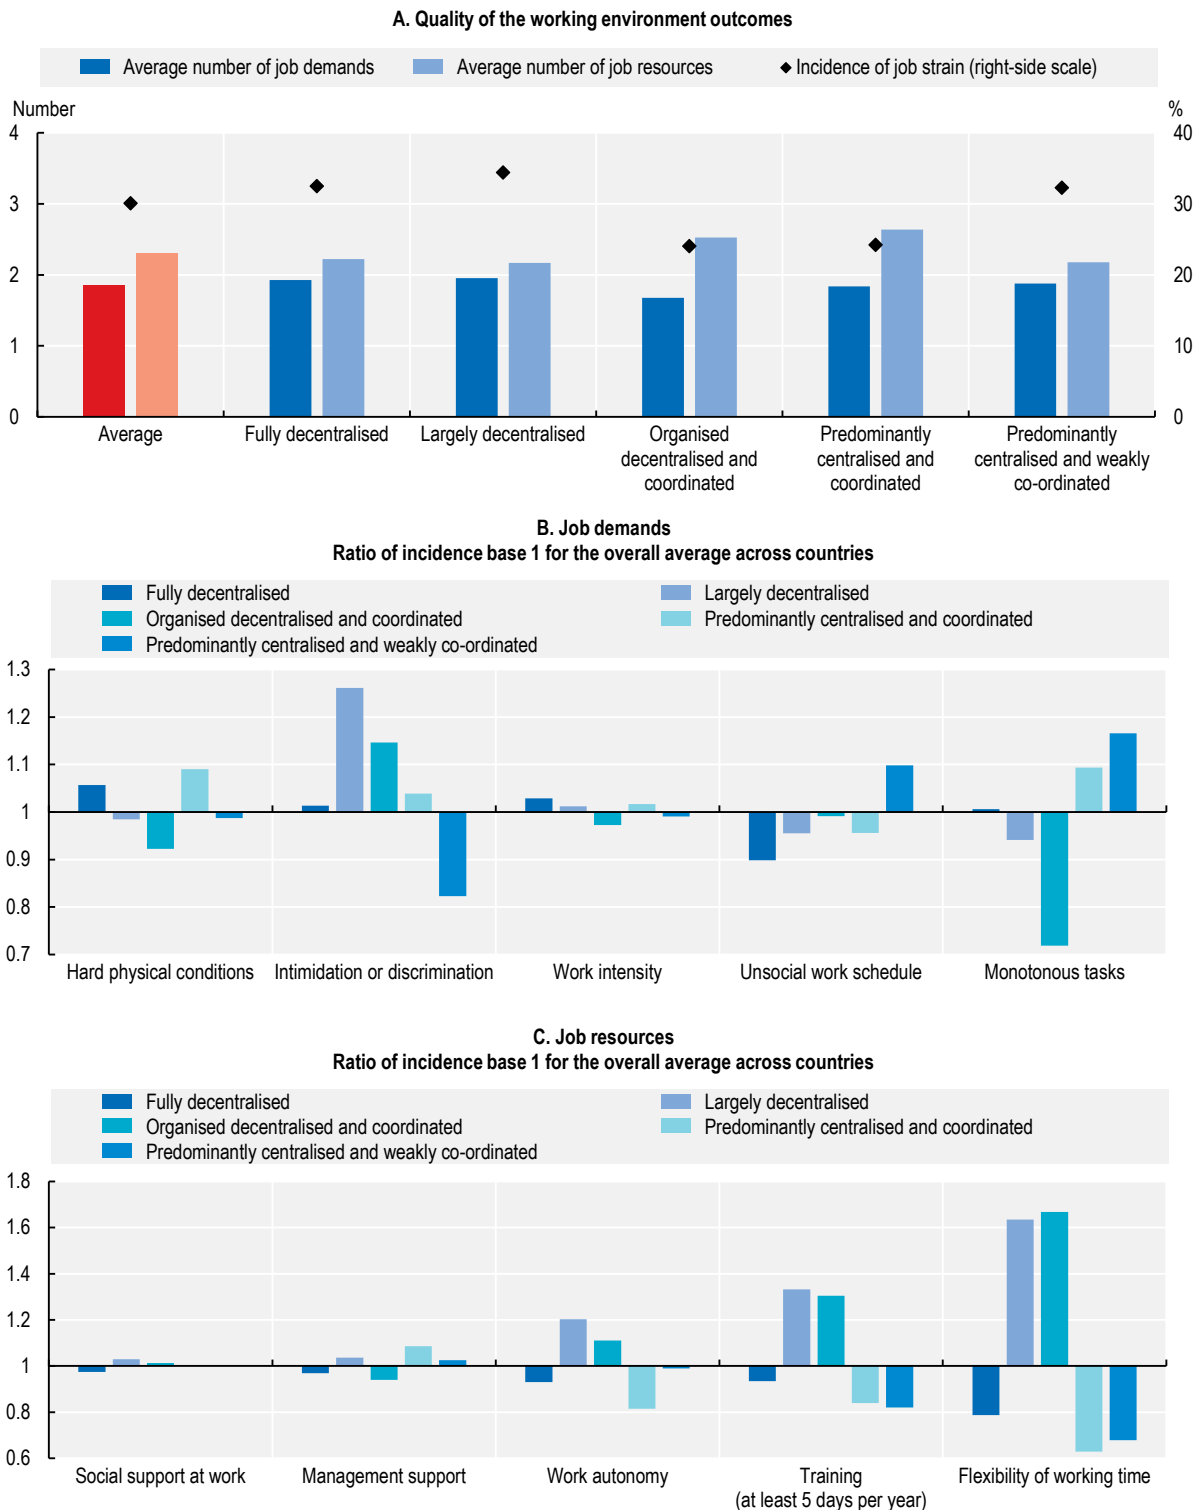 A. Quality of the working environment outcomes
Average number of job demands
Average number of job resources
Incidence of job strain (right-side scale)
Number
%
4
40
3
30
2
20
1
10
0
0
Average
Fully decentralised
Largely decentralised
Organised
decentralised and
coordinated
Predominantly
centralised and
coordinated
Predominantly
centralised and weakly
co-ordinated
B. Job demands
Ratio of incidence base 1 for the overall average across countries
Fully decentralised
Largely decentralised
Organised decentralised and coordinated
Predominantly centralised and coordinated
Predominantly centralised and weakly co-ordinated
1.3
1.2
1.1
1
0.9
0.8
0.7
Hard physical conditions
Intimidation or discrimination
Work intensity
Unsocial work schedule
Monotonous tasks
C. Job resources
Ratio of incidence base 1 for the overall average across countries
Fully decentralised
Largely decentralised
Organised decentralised and coordinated
Predominantly centralised and coordinated
Predominantly centralised and weakly co-ordinated
1.8
1.6
1.4
1.2
1
0.8
0.6
Social support at work
Management support
Work autonomy
Training
(at least 5 days per year)
Flexibility of working time